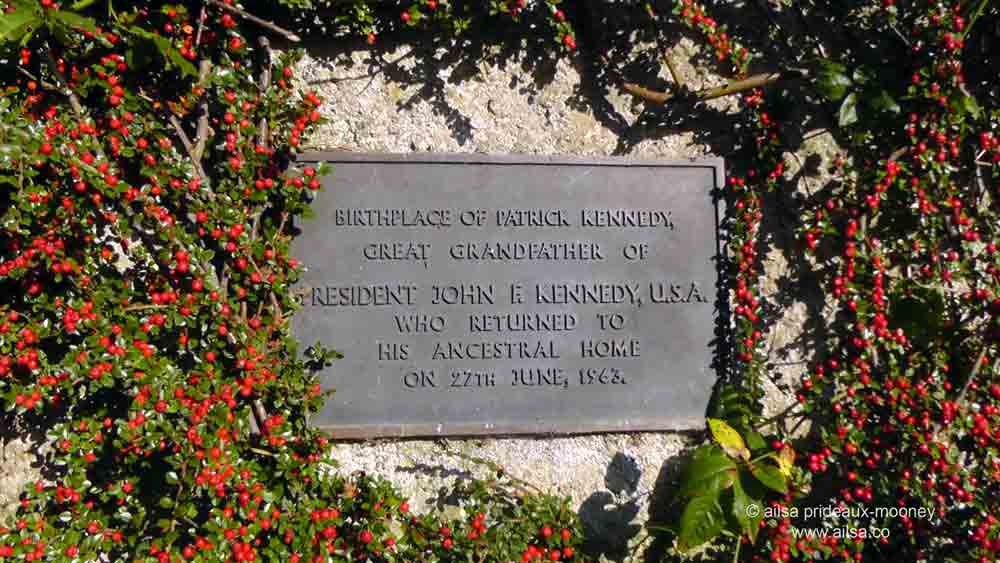 BIRTHPLACE OF PATRICK KENNEDY,
GREAT GRANDFATHER OF
PRESIDENT JOHN F. KENNEDY, U.S.A.
WHO RETURNED TO
HIS ANCESTRAL HOME
ON 27TH JUNE, 1963.
© ailsa prideaux-mooney
www.ailsa.co